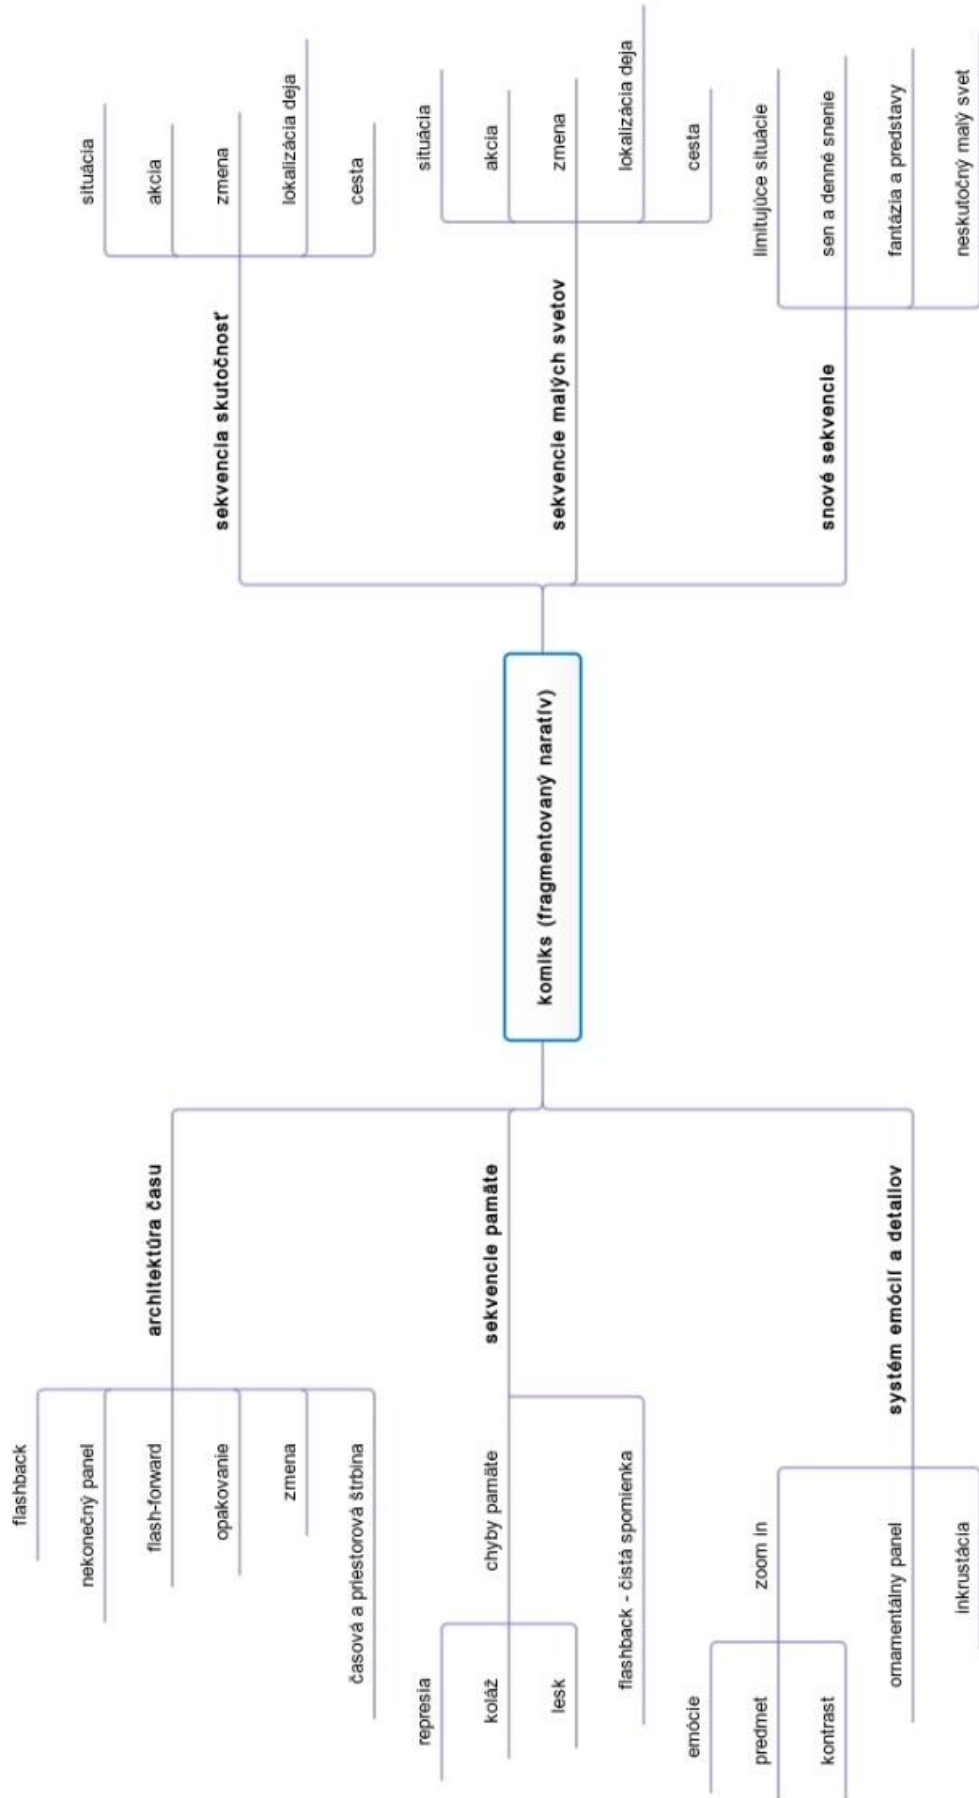 flashback
nekonečný panel
flash-forward
opakovanie
zmena
časová a priestorová štrbina
architektúra času
represia
koláž
lesk
chyby pamäte
flashback - čistá spomienka
sekvencie pamäte
emócie
predmet
kontrast
zoom in
ornamentálny panel
inkrustácia
systém emócií a detailov
komiks (fragmentovaný naratív)
sekvencia skutočnosť
situácia
akcia
zmena
lokalizácia deja
cesta
sekvencie malých svetov
situácia
akcia
zmena
lokalizácia deja
cesta
snové sekvencie
limitujúce situácie
sen a denné snenie
fantázia a predstavy
neskutočný malý svet